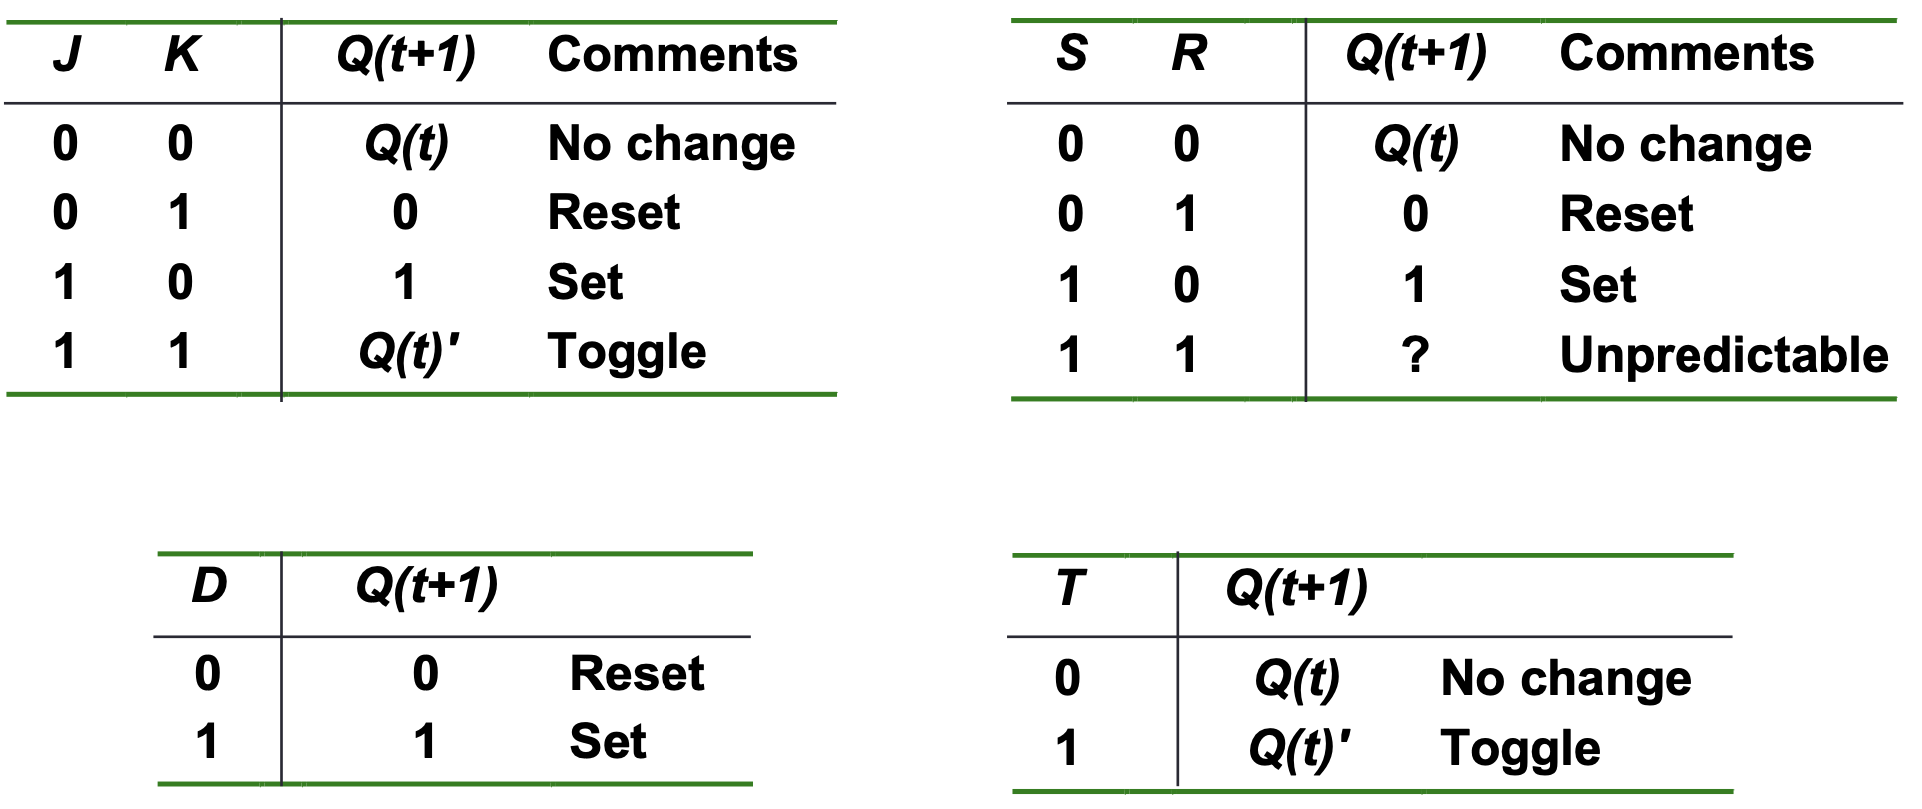 J K Q(t+1) Comments
0 0 Q(t) No change
0 1 0 Reset
1 0 1 Set
1 1 Q(t)' Toggle
S R Q(t+1) Comments
0 0 Q(t) No change
0 1 0 Reset
1 0 1 Set
1 1 ? Unpredictable
D Q(t+1)
0 0 Reset
1 1 Set
T Q(t+1)
0 Q(t) No change
1 Q(t)' Toggle